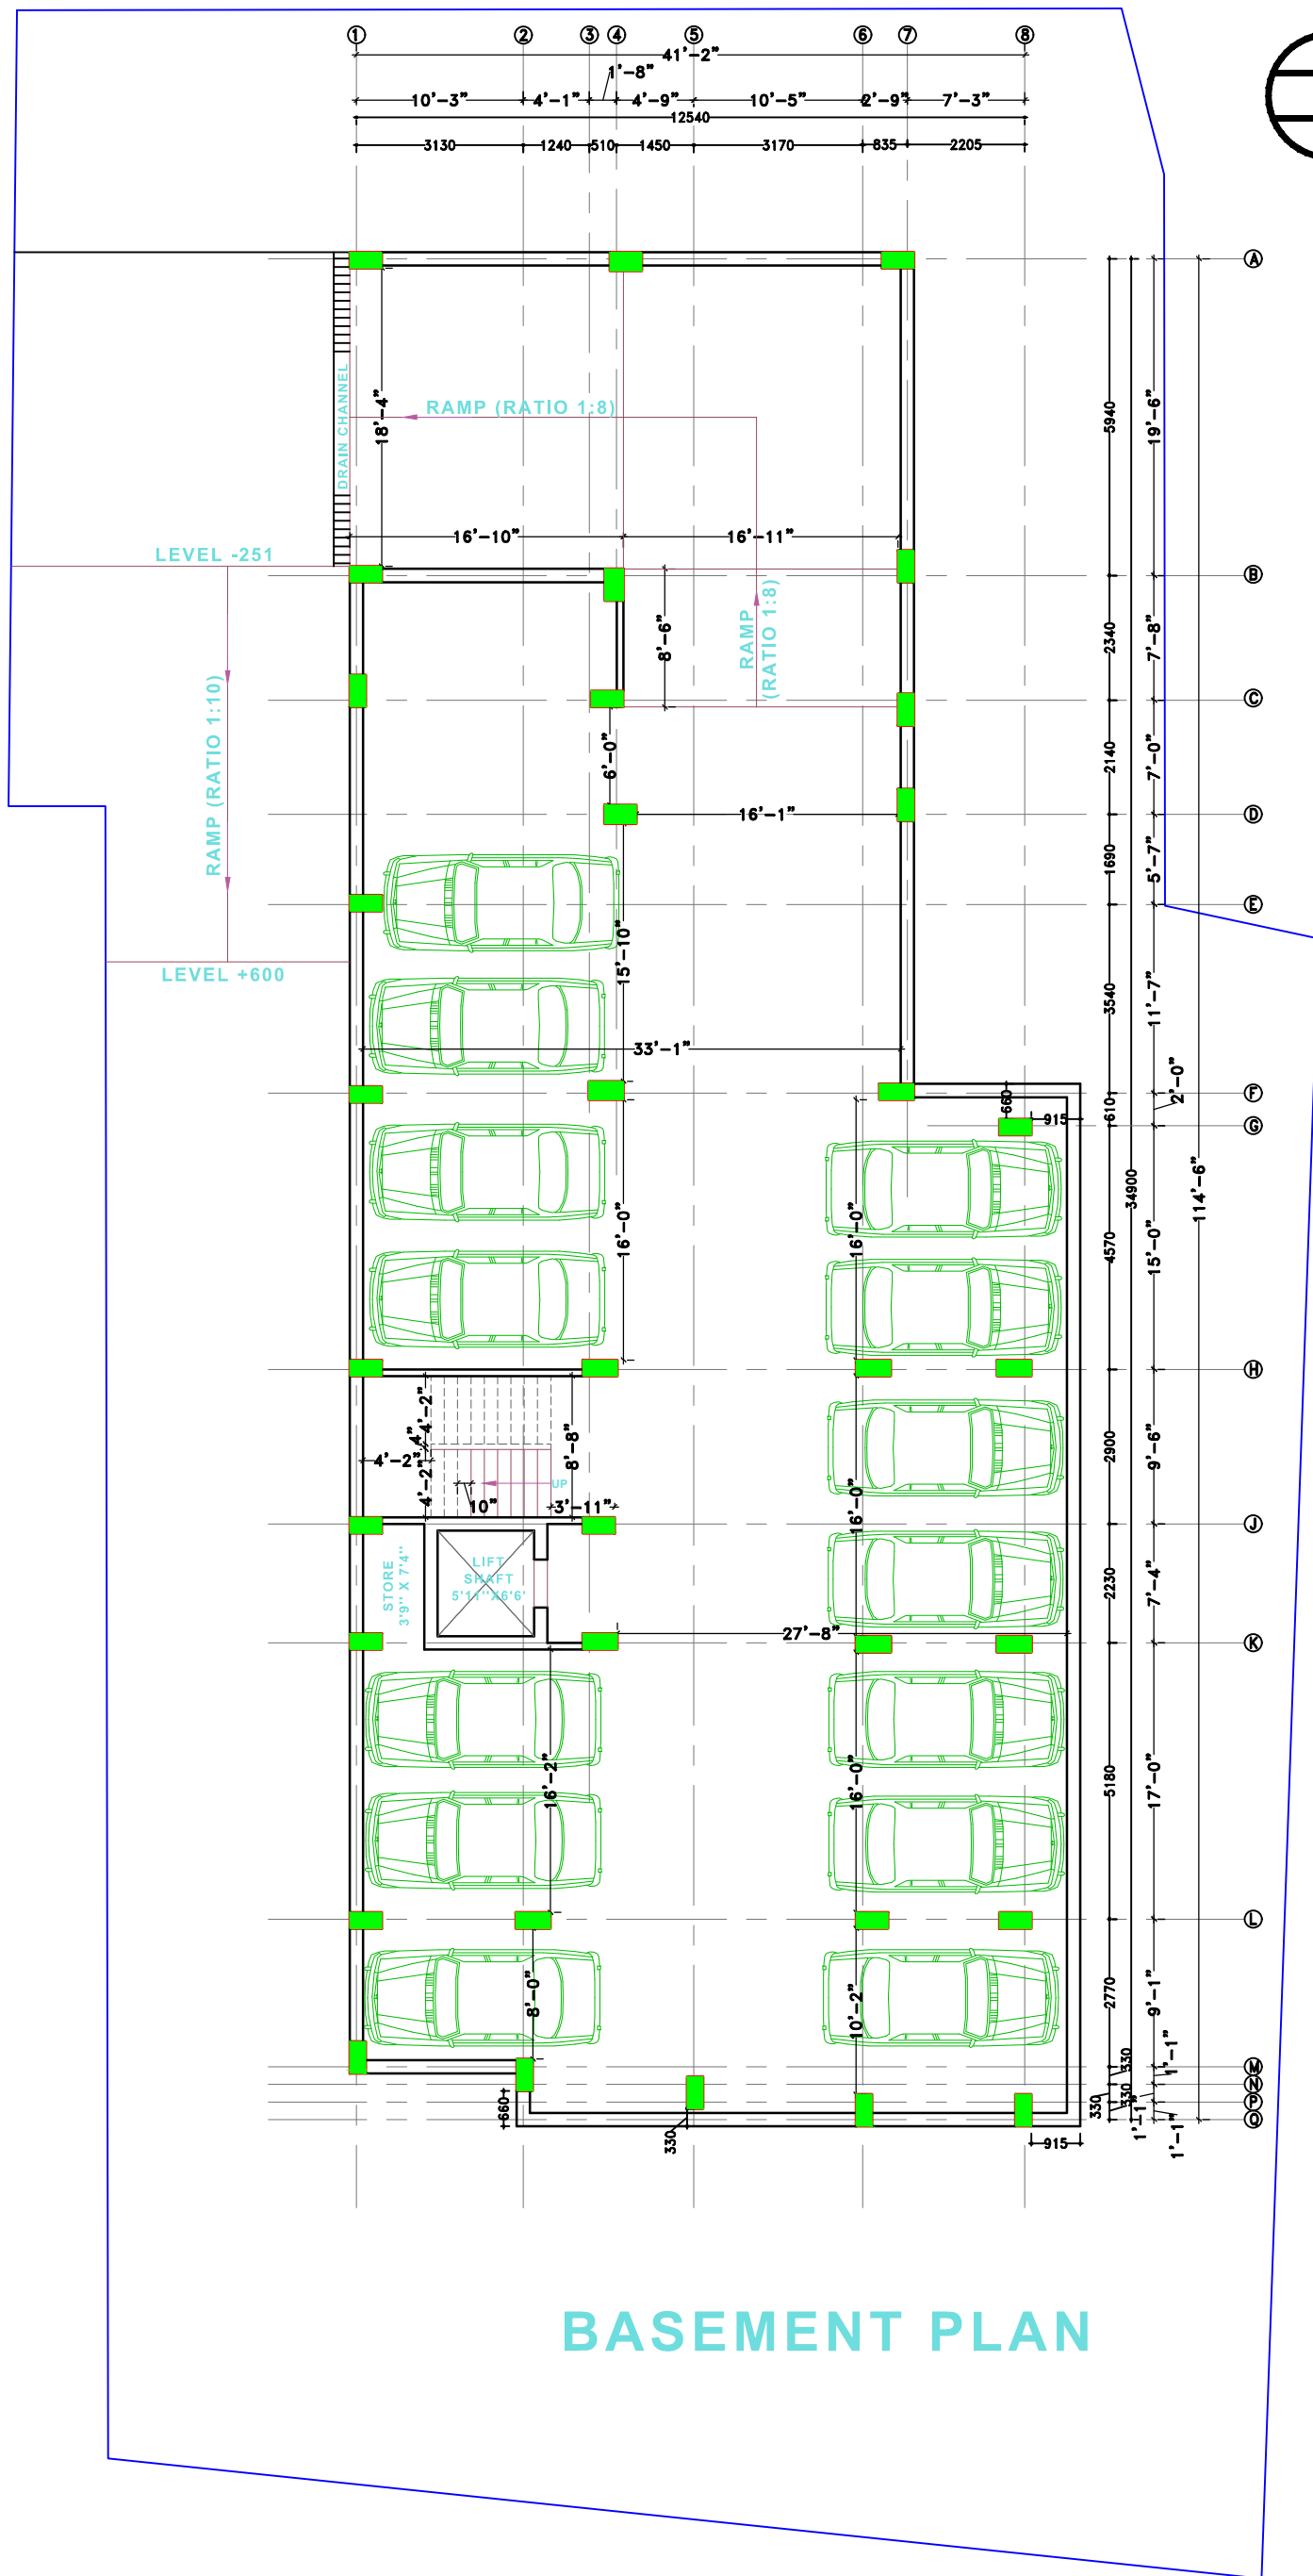 1 2 3 4 5 6 7 8
41'-2"
1'-8"
10'-3" 4'-1" 4'-9" 10'-5" 2'-9" 7'-3"
12540
3130 1240 510 1450 3170 835 2205
A
DRAIN CHANNEL
18'-4"
RAMP (RATIO 1:8)
5940
19'-6"
16'-10" 16'-11"
LEVEL -251
B
RAMP
(RATIO 1:8)
8'-6"
2340
7'-8"
C
RAMP (RATIO 1:10)
6'-0"
2140
7'-0"
16'-1"
D
1690
5'-7"
E
15'-10"
LEVEL +600
3540
11'-7"
33'-1"
2'-0"
F
660
610
915
G
34900
114'-6"
16'-0"
16'-0"
4570
15'-0"
H
4'-2"
4"
4'-2"
4'-2"
8'-8"
UP
10"
3'-11"
16'-0"
2900
9'-6"
J
STORE
3'9" X 7'4"
LIFT
SHAFT
5'11"X6'6'
2230
7'-4"
27'-8"
K
16'-2"
16'-0"
5180
17'-0"
L
8'-0"
10'-2"
2770
9'-1"
1'-1"
330
M
N
P
Q
660
330
330
330
1'-1"
1'-1"
915
BASEMENT PLAN